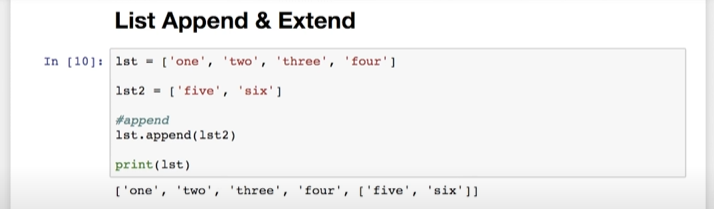 List Append & Extend
In [10]: lst = ['one', 'two', 'three', 'four']
lst2 = ['five', 'six']
#append
lst.append(lst2)
print(lst)
['one', 'two', 'three', 'four', ['five', 'six']]